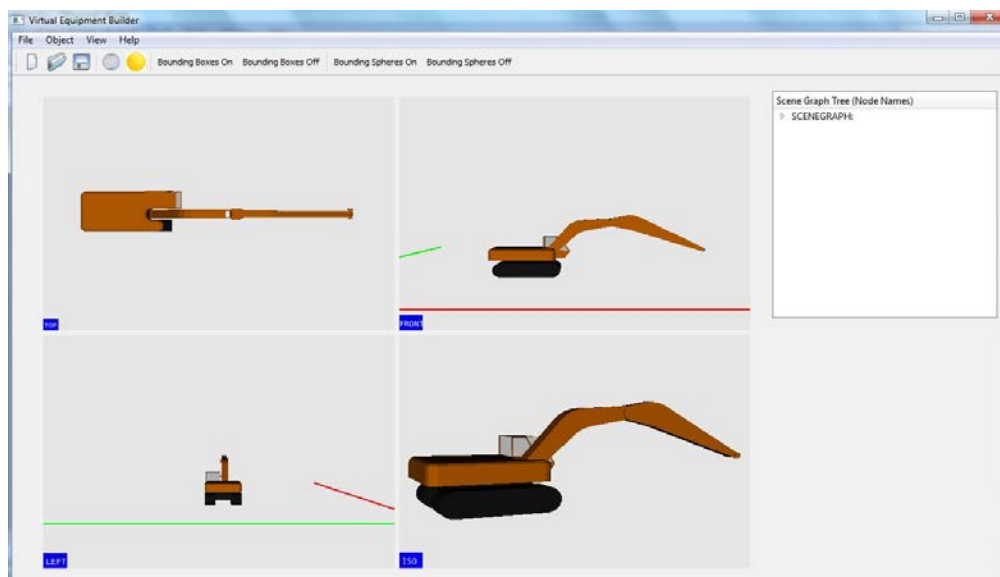 Virtual Equipment Builder
File Object View Help
Bounding Boxes On Bounding Boxes Off Bounding Spheres On Bounding Spheres Off
Scene Graph Tree (Node Names)
SCENEGRAPH:
TOP
FRONT
LEFT
ISO